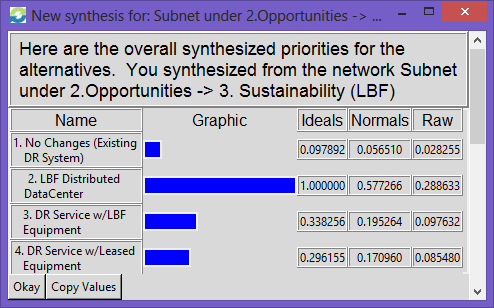 New synthesis for: Subnet under 2.Opportunities -> ...
Here are the overall synthesized priorities for the
alternatives. You synthesized from the network Subnet
under 2.Opportunities -> 3. Sustainability (LBF)
Name Graphic Ideals Normals Raw
1. No Changes (Existing
DR System) 0.097892 0.056510 0.028255
2. LBF Distributed
DataCenter 1.000000 0.577266 0.288633
3. DR Service w/LBF
Equipment 0.338256 0.195264 0.097632
4. DR Service w/Leased
Equipment 0.296155 0.170960 0.085480
Okay Copy Values